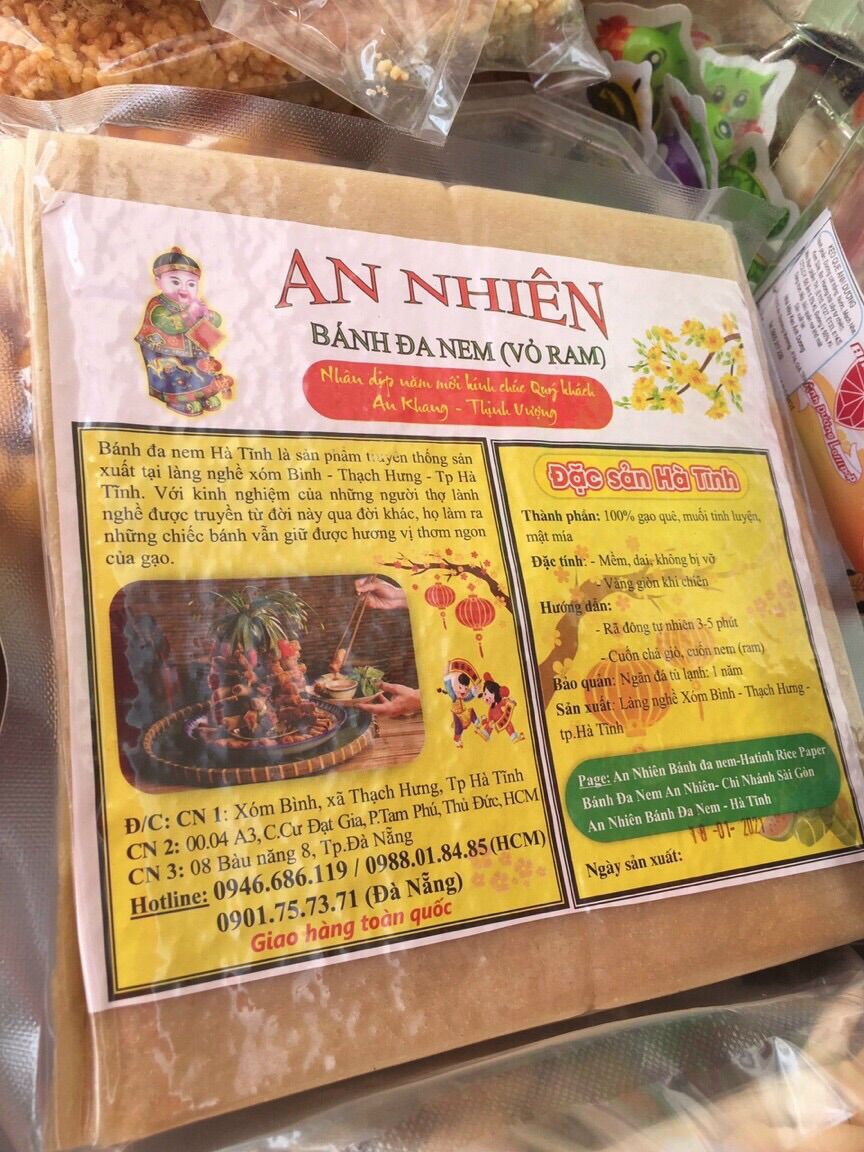 AN NHIÊN
BÁNH ĐA NEM (VỎ RAM)
Nhân dịp năm mới kính chúc Quý khách
An Khang - Thịnh Vượng
Bánh đa nem Hà Tĩnh là sản phẩm truyền thống sản
xuất tại làng nghề xóm Bình - Thạch Hưng - Tp Hà
Tĩnh. Với kinh nghiệm của những người thợ lành
nghề được truyền từ đời này qua đời khác, họ làm ra
những chiếc bánh vẫn giữ được hương vị thơm ngon
của gạo.
Đ/C: CN 1: Xóm Bình, xã Thạch Hưng, Tp Hà Tĩnh
CN 2: 00.04 A3, C.Cư Đạt Gia, P.Tam Phú, Thủ Đức, HCM
CN 3: 08 Bàu năng 8, Tp.Đà Nẵng
Hotline: 0946.686.119 / 0988.01.84.85 (HCM)
0901.75.73.71 (Đà Nẵng)
Giao hàng toàn quốc
Đặc sản Hà Tĩnh
Thành phần: 100% gạo quê, muối tinh luyện,
mật mía
Đặc tính: - Mềm, dai, không bị vỡ
- Vàng giòn khi chiên
Hướng dẫn:
- Rã đông tự nhiên 3-5 phút
- Cuốn chả giò, cuốn nem (ram)
Bảo quản: Ngăn đá tủ lạnh: 1 năm
Sản xuất: Làng nghề Xóm Bình - Thạch Hưng -
tp.Hà Tĩnh
Page: An Nhiên Bánh đa nem-Hatinh Rice Paper
Bánh Đa Nem An Nhiên- Chi Nhánh Sài Gòn
An Nhiên Bánh Đa Nem - Hà Tĩnh
Ngày sản xuất: